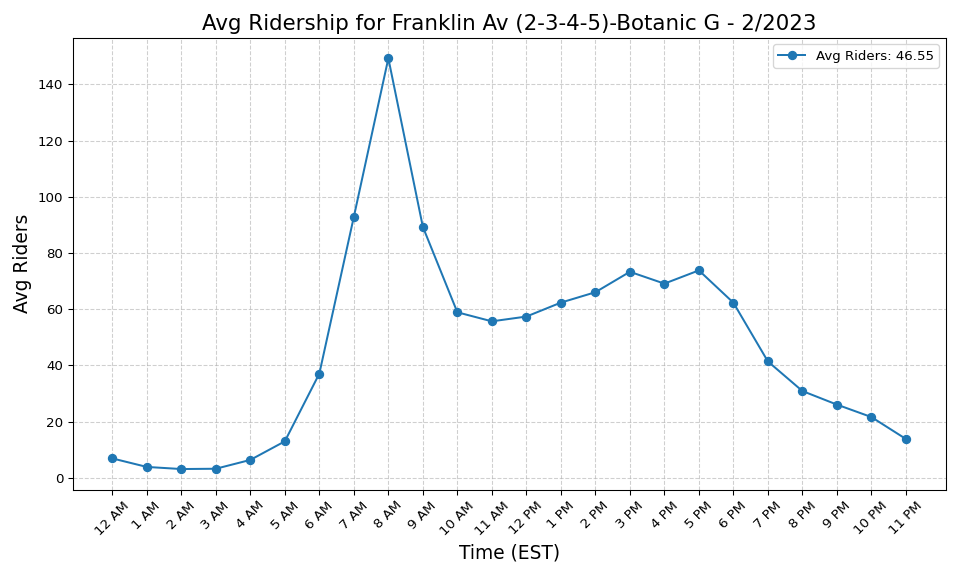 Avg Ridership for Franklin Av (2-3-4-5)-Botanic G - 2/2023
Avg Riders: 46.55
Avg Riders
140
120
100
80
60
40
20
0
12 AM
1 AM
2 AM
3 AM
4 AM
5 AM
6 AM
7 AM
8 AM
9 AM
10 AM
11 AM
12 PM
1 PM
2 PM
3 PM
4 PM
5 PM
6 PM
7 PM
8 PM
9 PM
10 PM
11 PM
Time (EST)